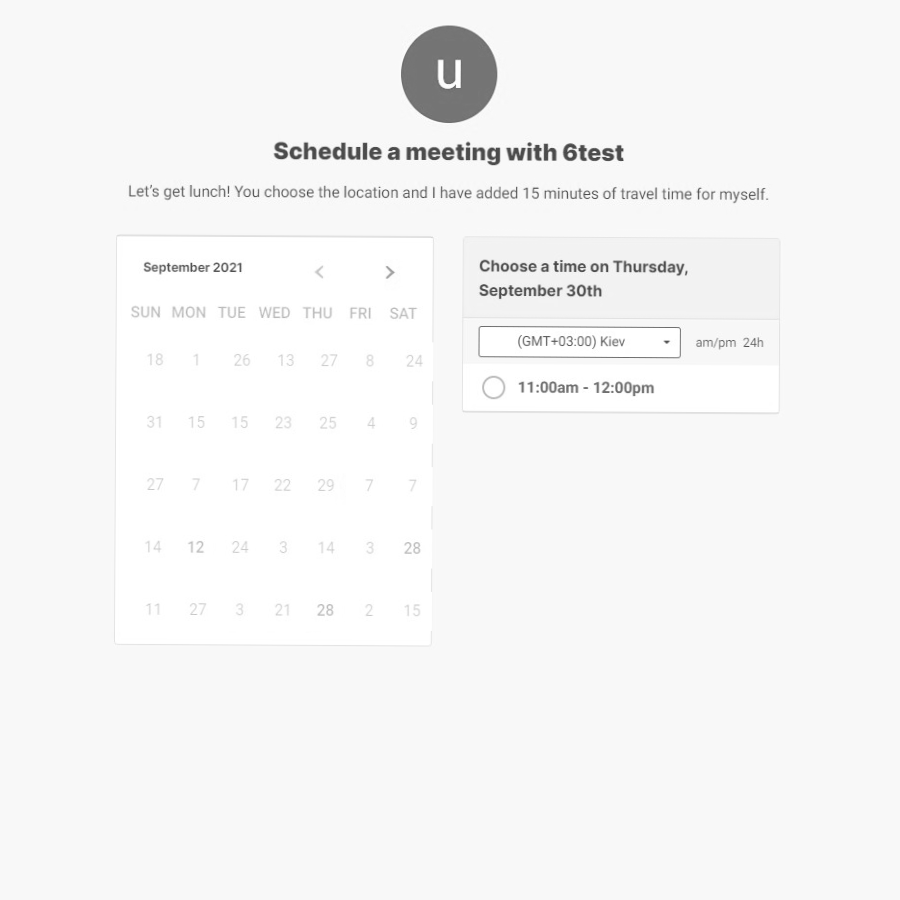 u
Schedule a meeting with 6test
Let's get lunch! You choose the location and I have added 15 minutes of travel time for myself.
September 2021
SUN MON TUE WED THU FRI SAT
18 1 26 13 27 8 24
31 15 15 23 25 4 9
27 7 17 22 29 7 7
14 12 24 3 14 3 28
11 27 3 21 28 2 15
Choose a time on Thursday,
September 30th
(GMT+03:00) Kiev am/pm 24h
11:00am - 12:00pm